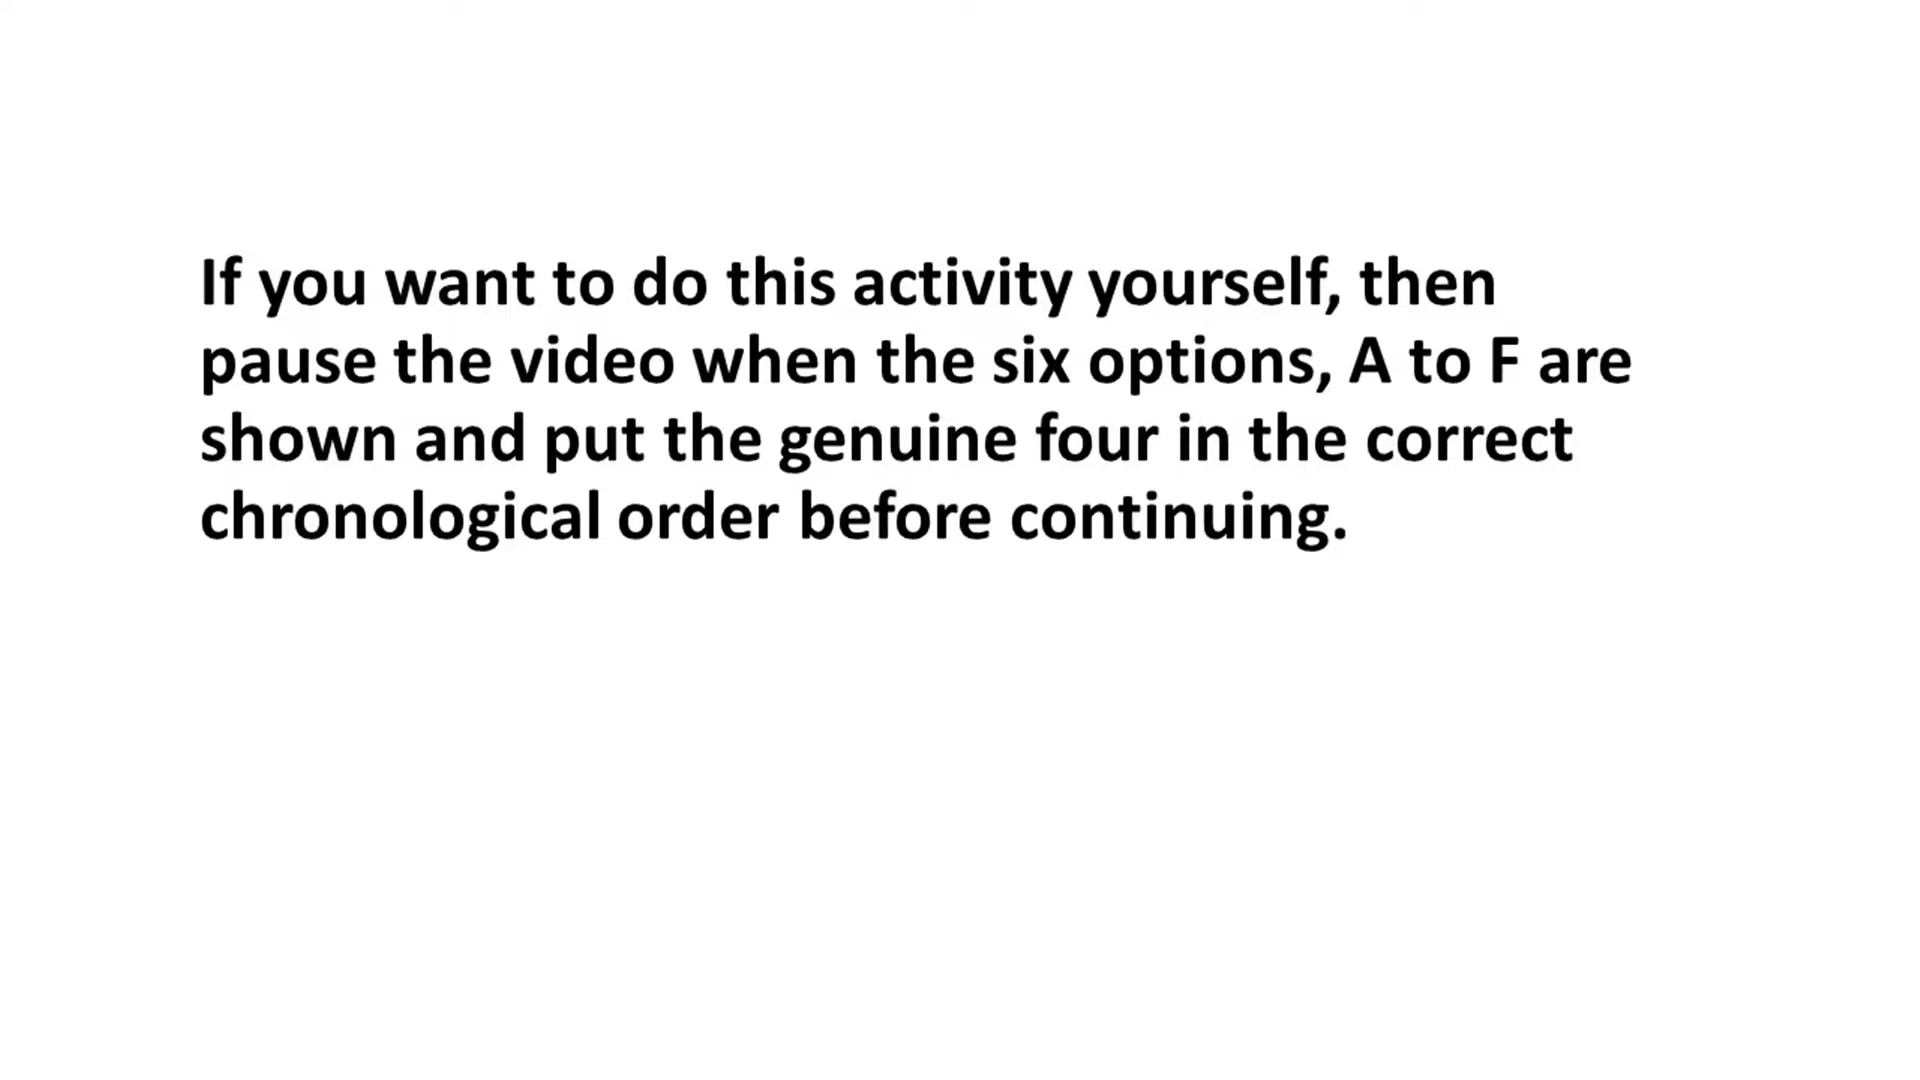 If you want to do this activity yourself, then
pause the video when the six options, A to F are
shown and put the genuine four in the correct
chronological order before continuing.